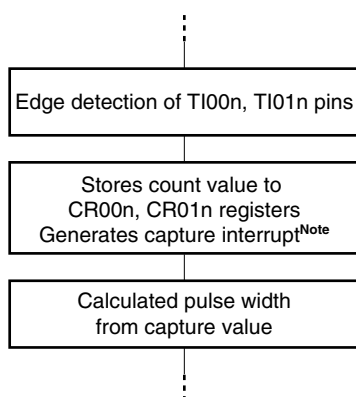 Edge detection of TI00n, TI01n pins
Stores count value to
CR00n, CR01n registers
Generates capture interruptNote
Calculated pulse width
from capture value